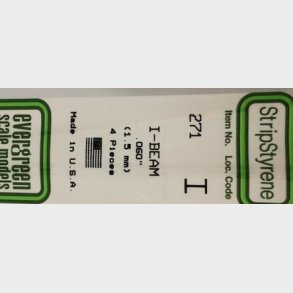 StripStyrene
Item No. Loc. Code
271 I
I-BEAM
.060"
(1.5 mm)
4 Pieces
Made in U.S.A.
evergreen
scale models